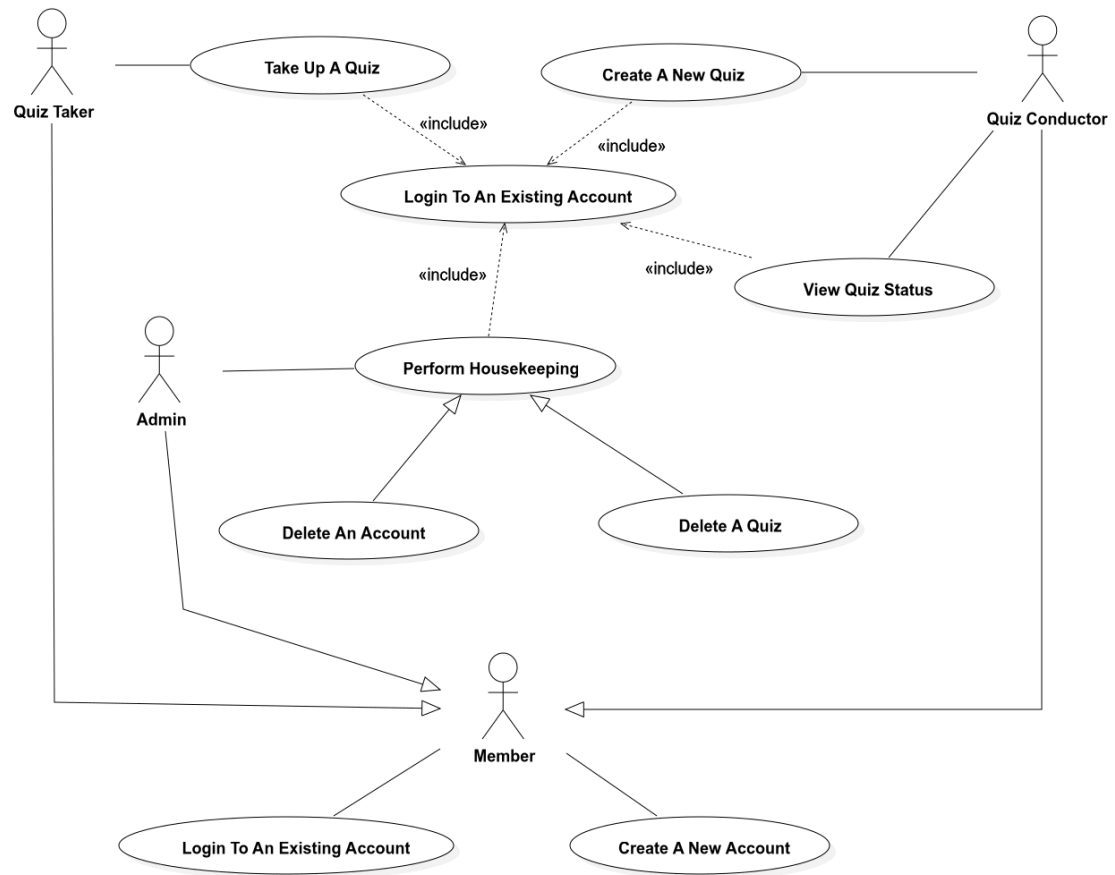 Take Up A Quiz
Create A New Quiz
Quiz Taker
Quiz Conductor
«include»
«include»
Login To An Existing Account
«include»
«include»
View Quiz Status
Perform Housekeeping
Admin
Delete An Account
Delete A Quiz
Member
Login To An Existing Account
Create A New Account